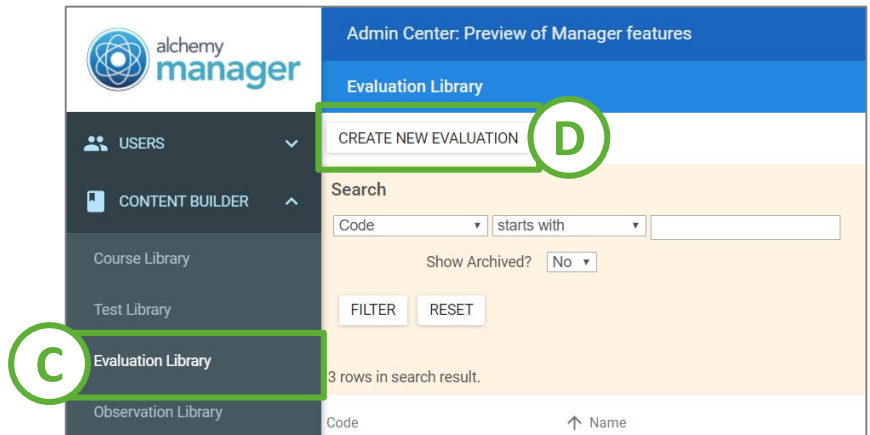 alchemy
manager
Admin Center: Preview of Manager features
Evaluation Library
USERS
CONTENT BUILDER
Course Library
Test Library
C
Evaluation Library
Observation Library
CREATE NEW EVALUATION
D
Search
Code starts with
Show Archived? No
FILTER RESET
3 rows in search result.
Code Name